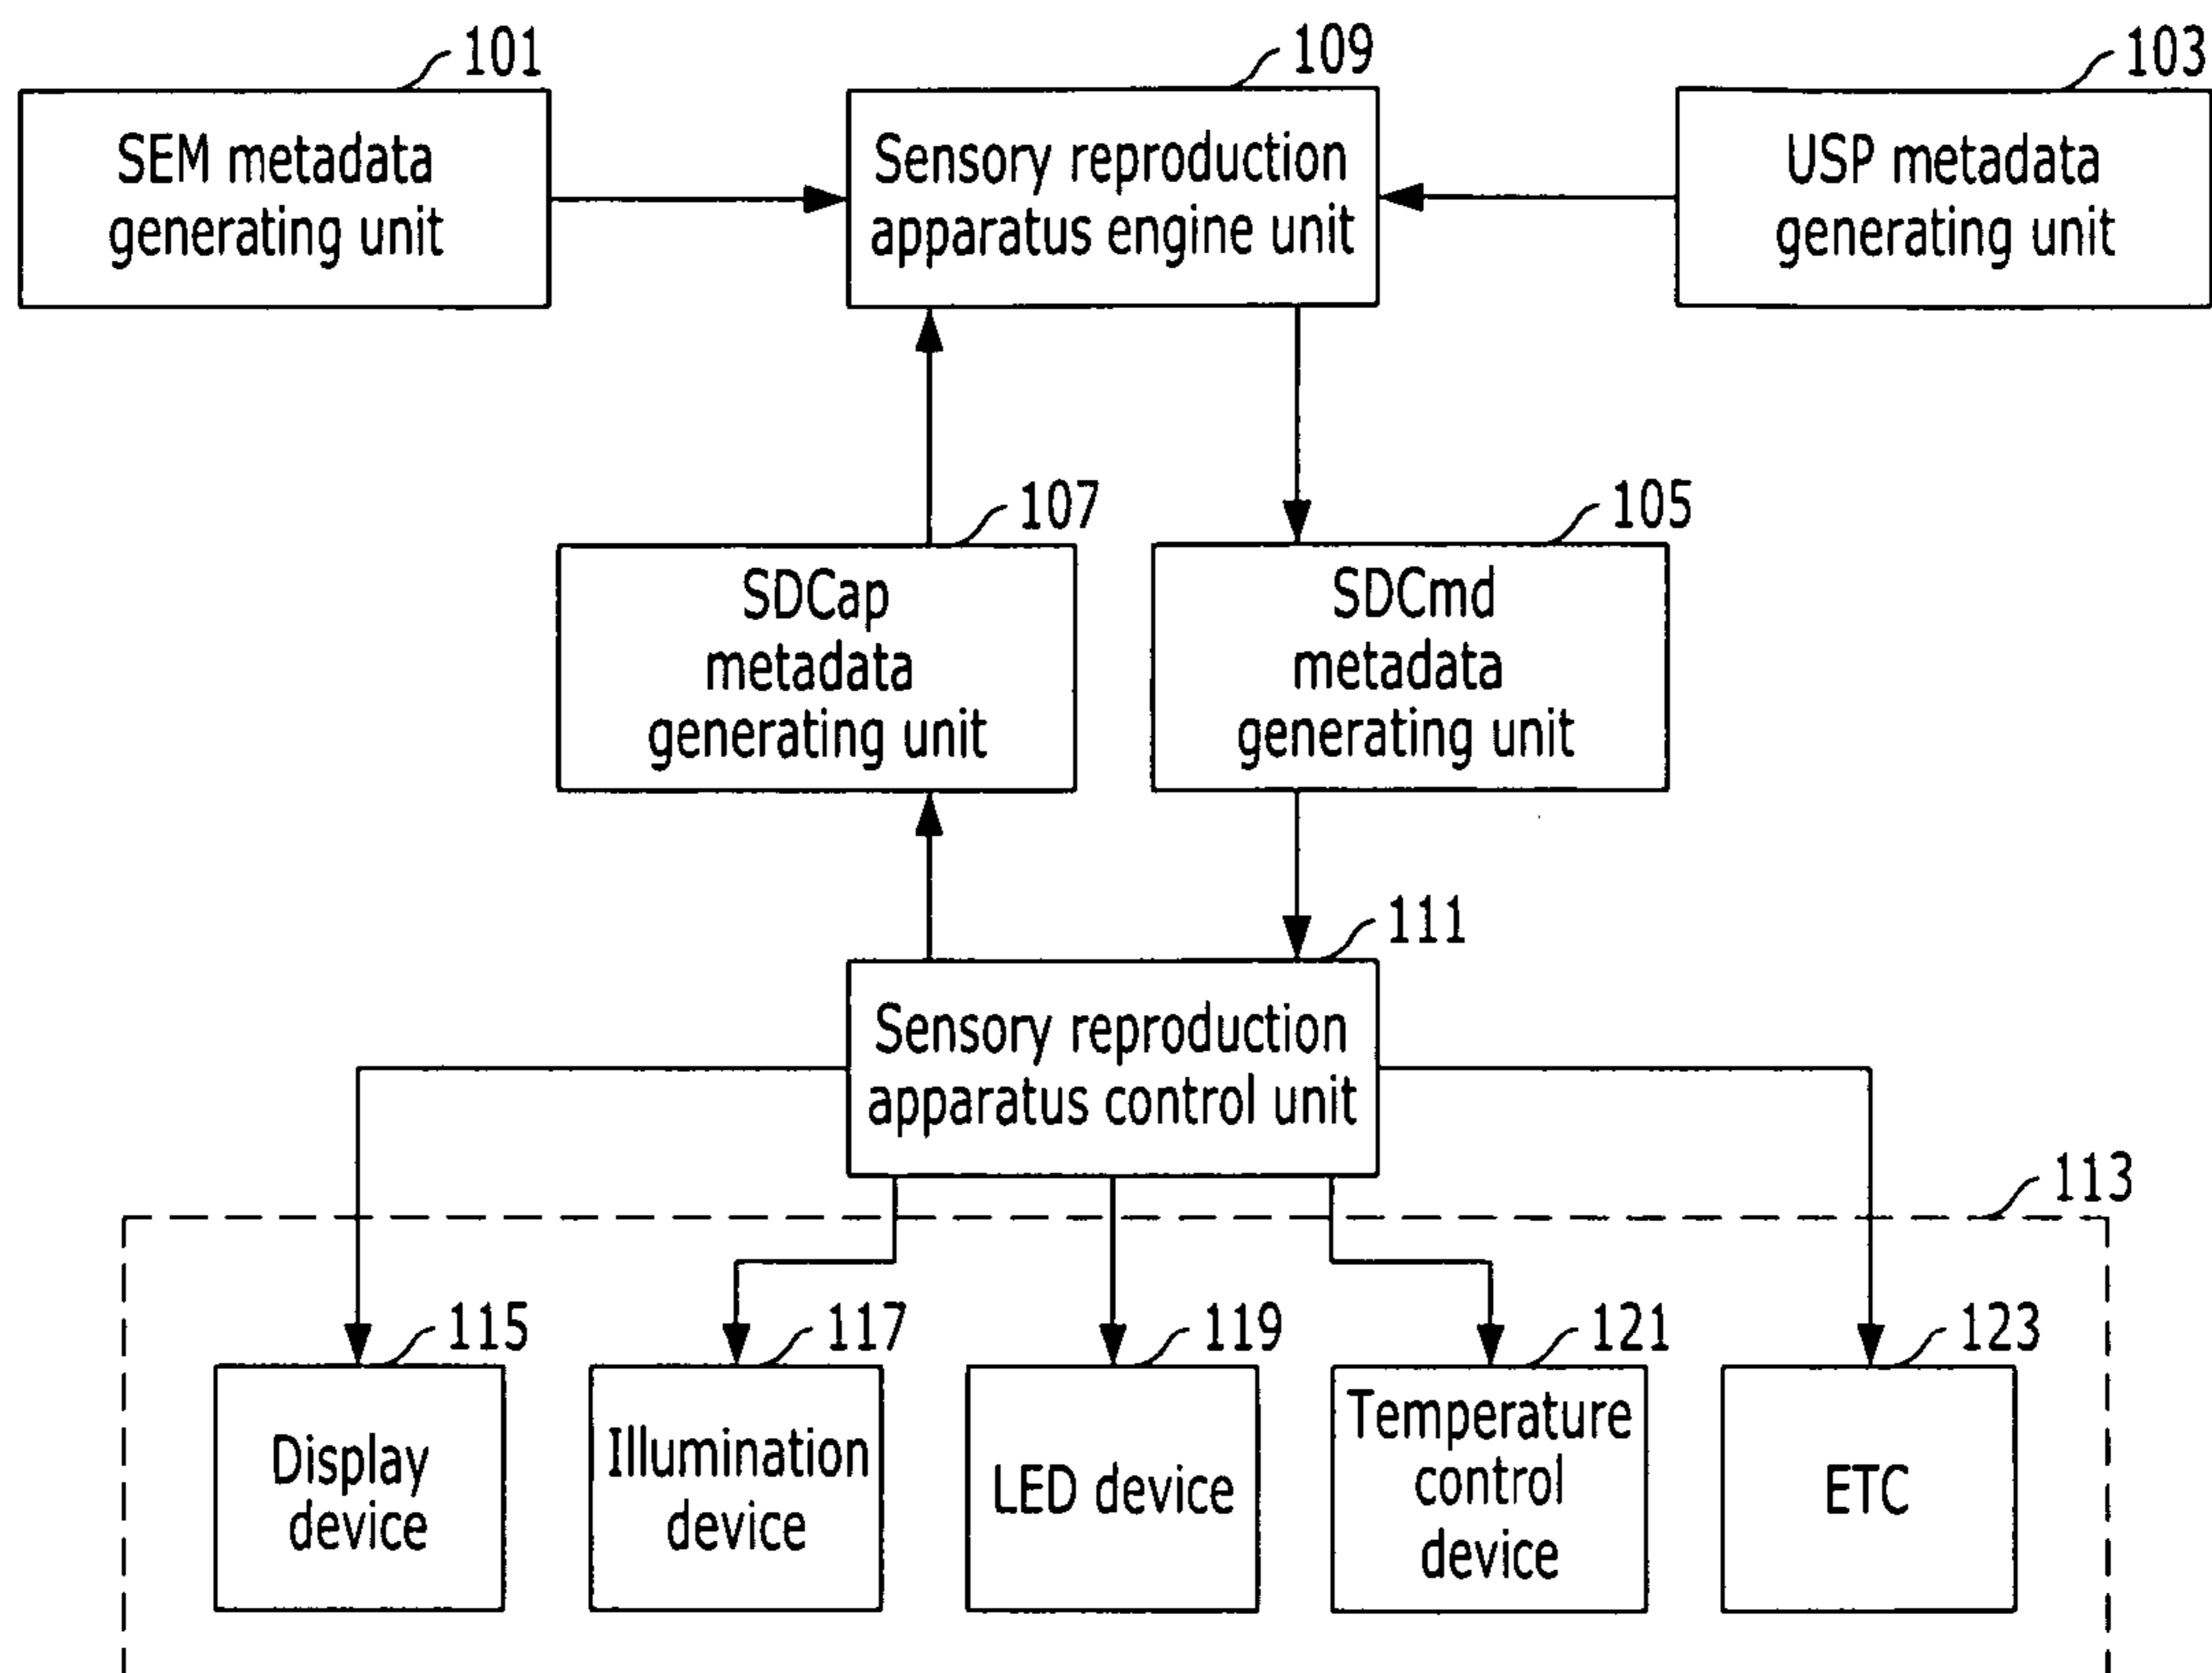 101
109
103
SEM metadata
generating unit
Sensory reproduction
apparatus engine unit
USP metadata
generating unit
107
105
SDCap
metadata
generating unit
SDCmd
metadata
generating unit
111
Sensory reproduction
apparatus control unit
113
115
117
119
121
123
Display
device
Illumination
device
LED device
Temperature
control
device
ETC